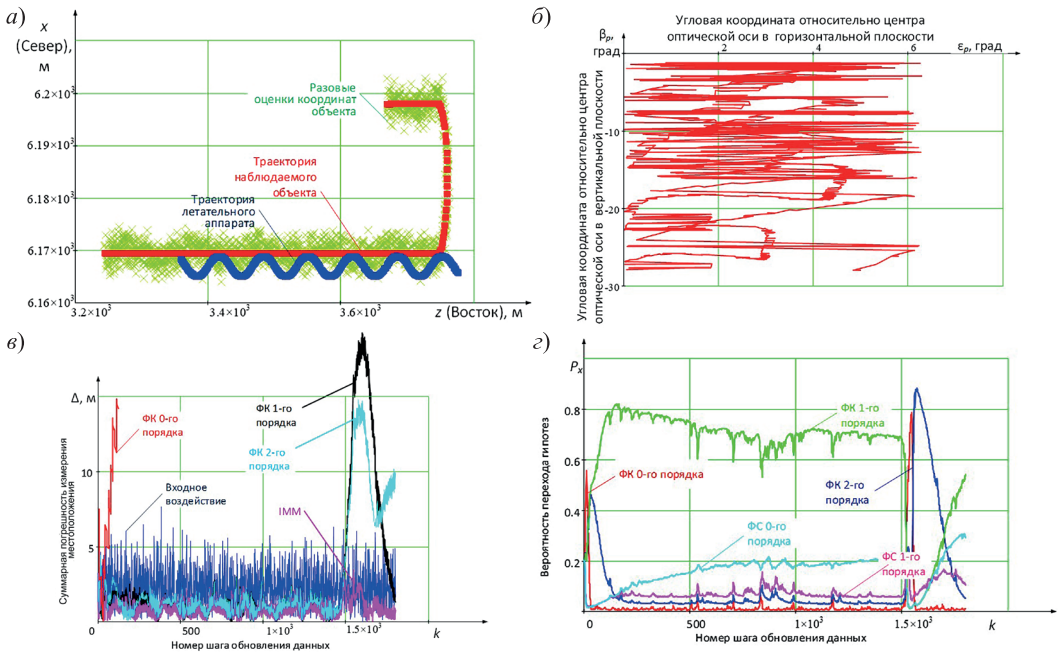 а)
x
(Север),
м
6.2×10³
6.19×10³
6.18×10³
6.17×10³
6.16×10³
3.2×10³
3.4×10³
3.6×10³
z (Восток), м
Разовые
оценки координат
объекта
Траектория
наблюдаемого
объекта
Траектория
летательного
аппарата
б)
Угловая координата относительно центра
оптической оси в горизонтальной плоскости
βp,
град
2
4
6
εp, град
-10
-20
-30
Угловая координата относительно центра
оптической оси в вертикальной плоскости
в)
Δ, м
10
5
0
500
1×10³
1.5×10³
k
Суммарная погрешность измерения
местоположения
Номер шага обновления данных
ФК 0-го
порядка
ФК 1-го
порядка
ФК 2-го
порядка
Входное
воздействие
IMM
г)
Px
0.8
0.6
0.4
0.2
0
500
1×10³
1.5×10³
k
Вероятность перехода гипотез
Номер шага обновления данных
ФК 1-го
порядка
ФК 0-го порядка
ФК 2-го
порядка
ФС 0-го
порядка
ФС 1-го
порядка